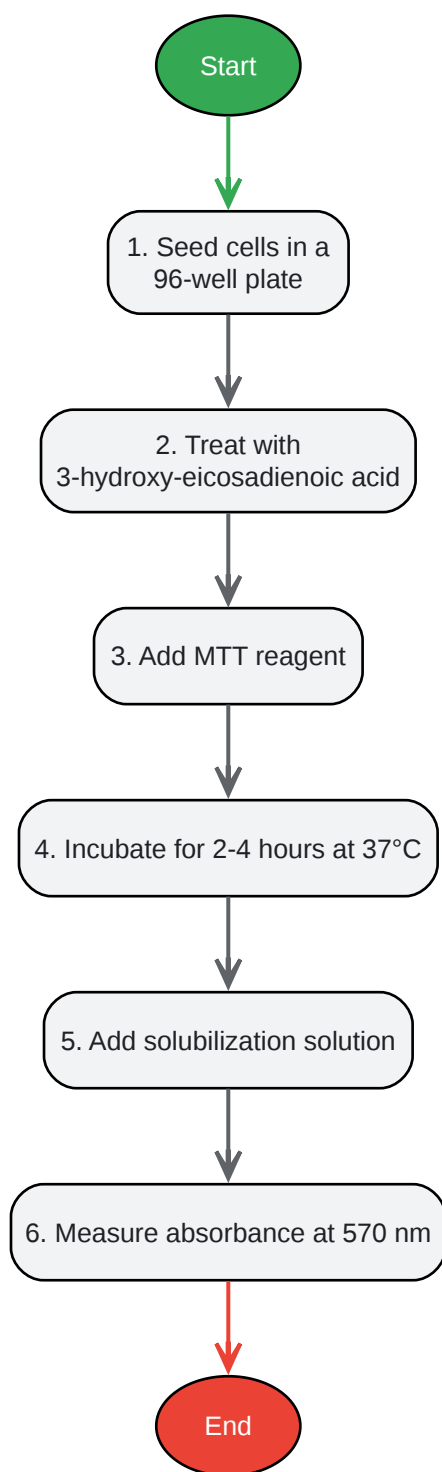 Start
1. Seed cells in a
96-well plate
2. Treat with
3-hydroxy-eicosadienoic acid
3. Add MTT reagent
4. Incubate for 2-4 hours at 37°C
5. Add solubilization solution
6. Measure absorbance at 570 nm
End